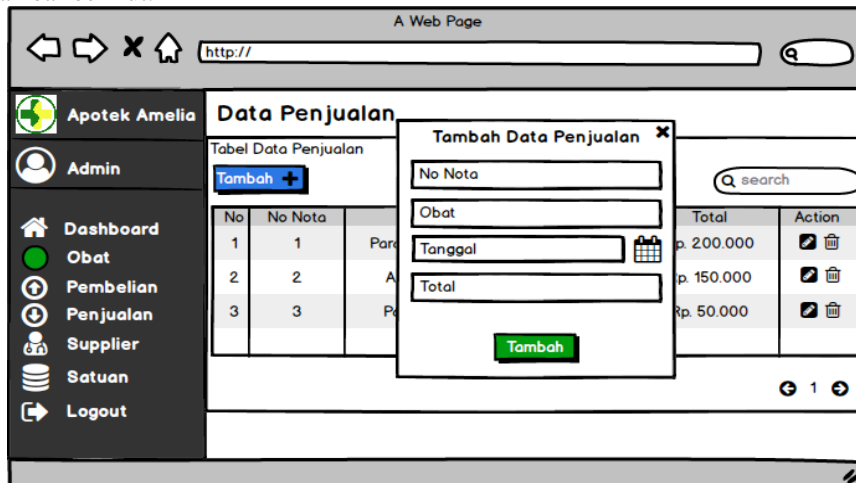 A Web Page
http://
Apotek Amelia
Data Penjualan
Tambah Data Penjualan
Tabel Data Penjualan
Admin
Tambah
No Nota
search
No No Nota Obat Total Action
1 1 Tanggal p. 200.000
2 2 A Total p. 150.000
3 3 Rp. 50.000
Tambah
Dashboard
Obat
Pembelian
Penjualan
Supplier
Satuan
Logout
1